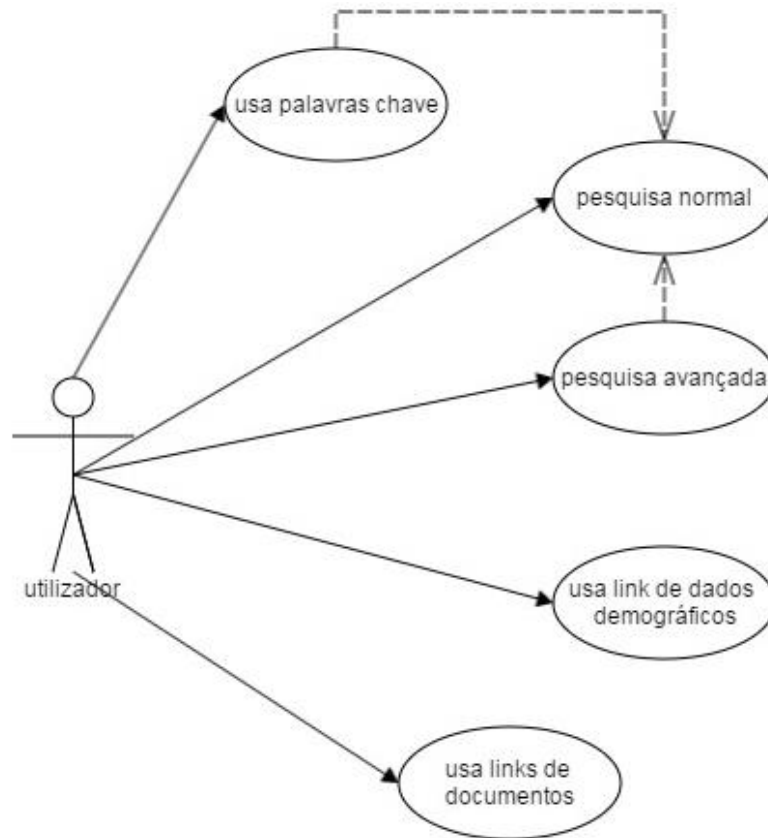 usa palavras chave
pesquisa normal
pesquisa avançada
utilizador
usa link de dados
demográficos
usa links de
documentos